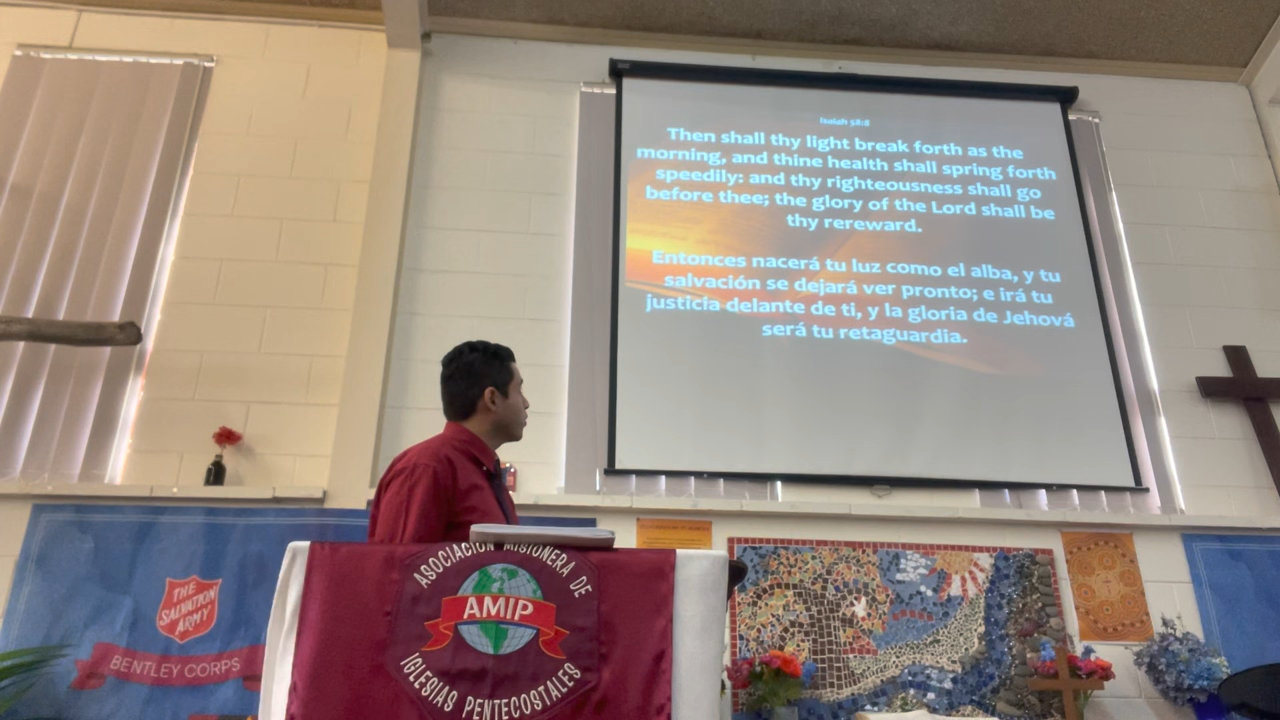 Isaiah 58:8
Then shall thy light break forth as the
morning, and thine health shall spring forth
speedily: and thy righteousness shall go
before thee; the glory of the Lord shall be
thy rereward.
Entonces nacerá tu luz como el alba, y tu
salvación se dejará ver pronto; e irá tu
justicia delante de ti, y la gloria de Jehová
será tu retaguardia.
THE
SALVATION
ARMY
BENTLEY CORPS
ASOCIACIÓN MISIONERA DE
AMIP
IGLESIAS PENTECOSTALES